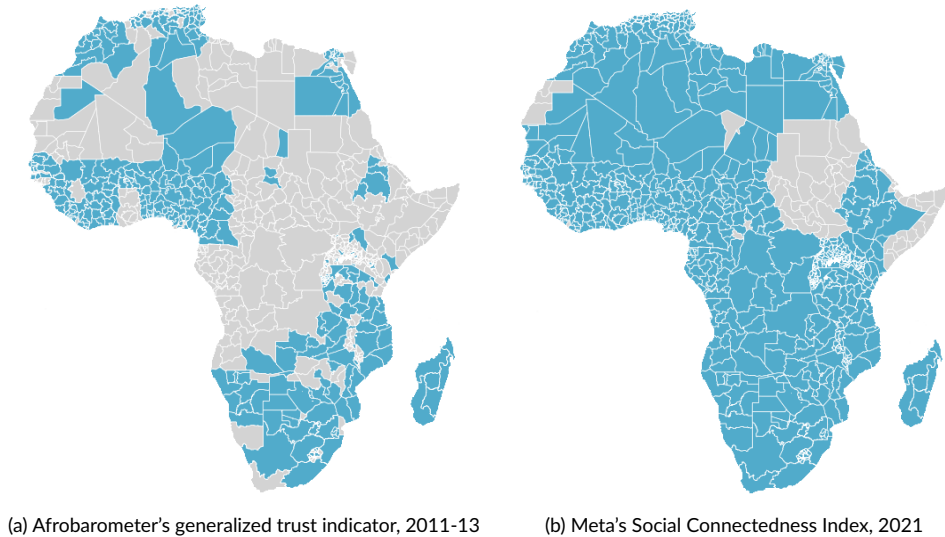 (a) Afrobarometer’s generalized trust indicator, 2011-13
(b) Meta’s Social Connectedness Index, 2021